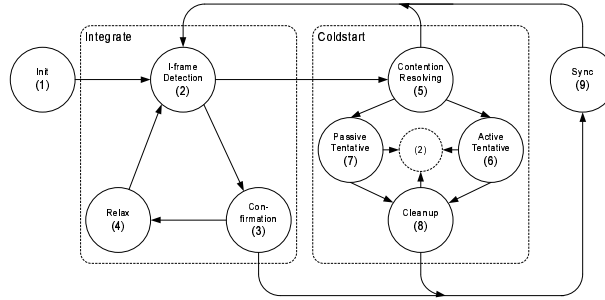 Integrate
Coldstart
Init
(1)
I-frame
Detection
(2)
Contention
Resolving
(5)
Sync
(9)
Passive
Tentative
(7)
(2)
Active
Tentative
(6)
Relax
(4)
Con-
firmation
(3)
Cleanup
(8)